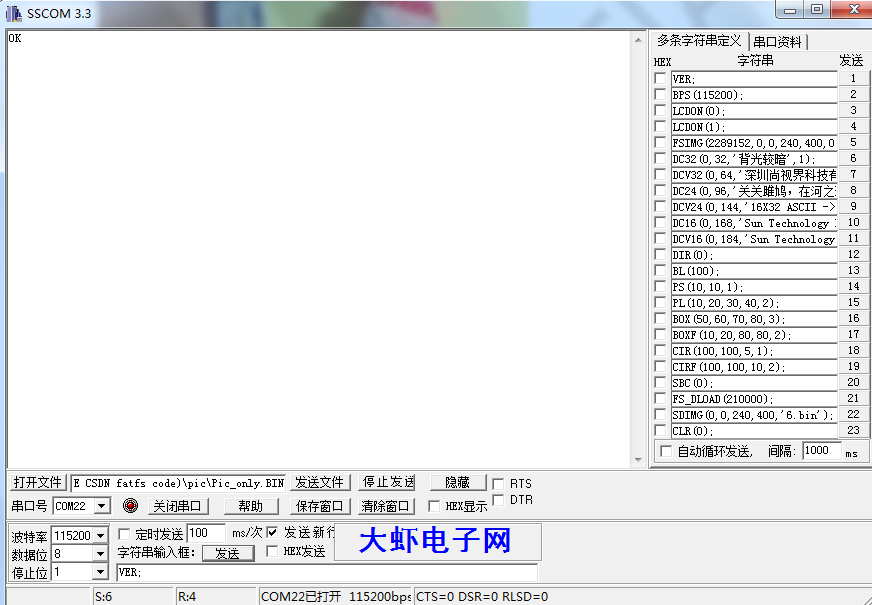 SSCOM 3.3
OK
多条字符串定义 串口资料
HEX 字符串 发送
VER; 1
BPS(115200); 2
LCDON(0); 3
LCDON(1); 4
FSIMG(2289152,0,0,240,400,0 5
DC32(0,32,'背光较暗',1); 6
DCV32(0,64,'深圳尚视界科技有 7
DC24(0,96,'关关雎鸠，在河之 8
DCV24(0,144,'16X32 ASCII -> 9
DC16(0,168,'Sun Technology 10
DCV16(0,184,'Sun Technology 11
DIR(0); 12
BL(100); 13
PS(10,10,1); 14
PL(10,20,30,40,2); 15
BOX(50,60,70,80,3); 16
BOXF(10,20,80,80,2); 17
CIR(100,100,5,1); 18
CIRF(100,100,10,2); 19
SBC(0); 20
FS_DLOAD(210000); 21
SDIMG(0,0,240,400,'6.bin'); 22
CLR(0); 23
自动循环发送, 间隔: 1000 ms
打开文件 E CSDN fatfs code)\pic\Pic_only.BIN 发送文件 停止发送 隐藏 RTS
串口号 COM22 关闭串口 帮助 保存窗口 清除窗口 HEX显示 DTR
波特率 115200 定时发送 100 ms/次 发送新行
大虾电子网
数据位 8 字符串输入框: 发送 HEX发送
停止位 1 VER;
S:6 R:4 COM22已打开 115200bps CTS=0 DSR=0 RLSD=0